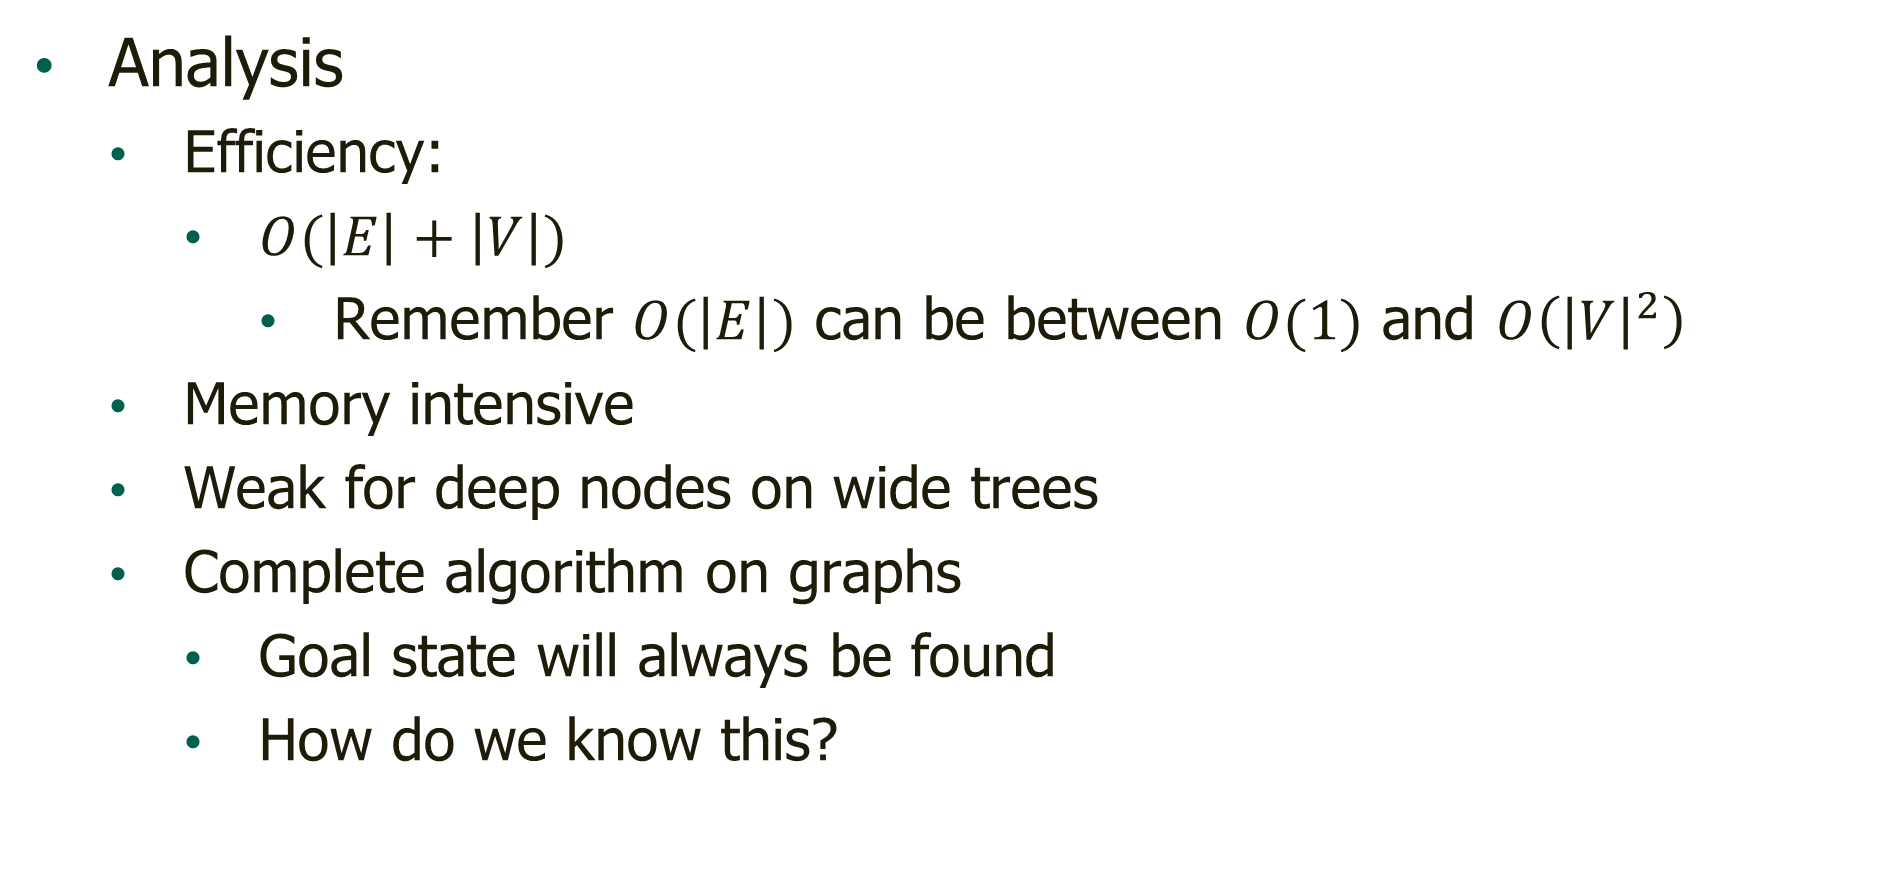 • Analysis
• Efficiency:
• O(|E| + |V|)
• Remember O(|E|) can be between O(1) and O(|V|²)
• Memory intensive
• Weak for deep nodes on wide trees
• Complete algorithm on graphs
• Goal state will always be found
• How do we know this?